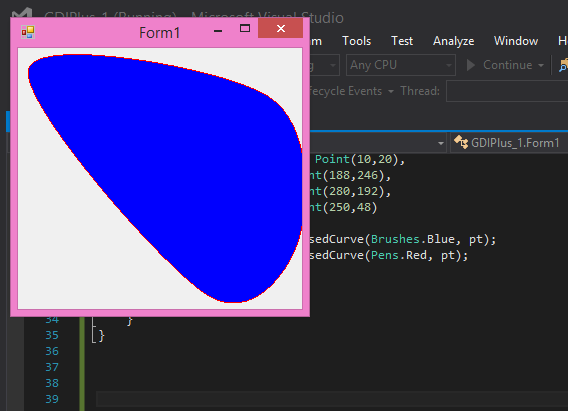 GDIPlus_1 (Running) - Microsoft Visual Studio
Form1
Tools Test Analyze Window
Any CPU Continue
Lifecycle Events Thread:
GDIPlus_1.Form1
Point(10,20),
nt(188,246),
nt(280,192),
nt(250,48)
sedCurve(Brushes.Blue, pt);
sedCurve(Pens.Red, pt);
34 }
35 }
36
37
38
39